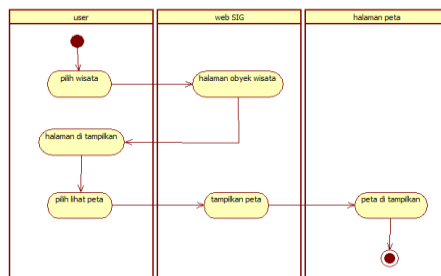 user
web SIG
halaman peta
pilih wisata
halaman obyek wisata
halaman di tampilkan
pilih lihat peta
tampilkan peta
peta di tampilkan